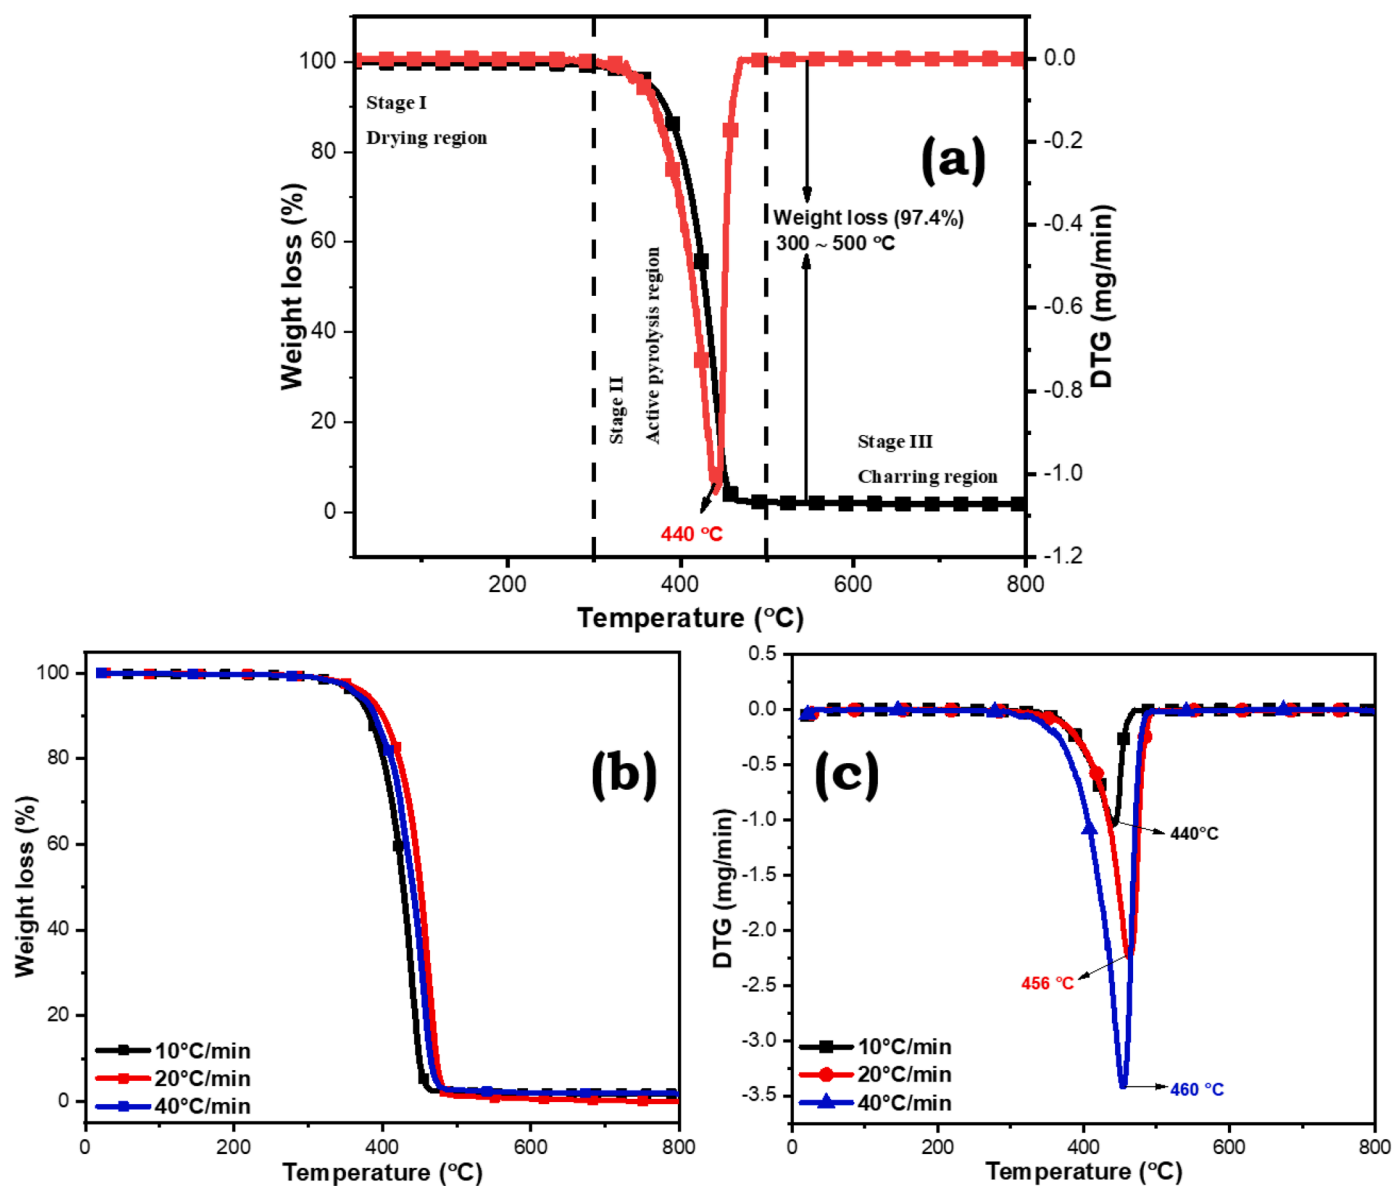 100
80
60
40
20
0
Weight loss (%)
Stage I
Drying region
Stage II
Active pyrolysis region
440 °C
(a)
Weight loss (97.4%)
300 ~ 500 °C
Stage III
Charring region
0.0
-0.2
-0.4
-0.6
-0.8
-1.0
-1.2
DTG (mg/min)
200 400 600 800
Temperature (°C)
100
80
60
40
20
0
Weight loss (%)
(b)
10°C/min
20°C/min
40°C/min
0 200 400 600 800
Temperature (°C)
0.5
0.0
-0.5
-1.0
-1.5
-2.0
-2.5
-3.0
-3.5
DTG (mg/min)
(c)
440°C
456 °C
460 °C
10°C/min
20°C/min
40°C/min
0 200 400 600 800
Temperature (°C)